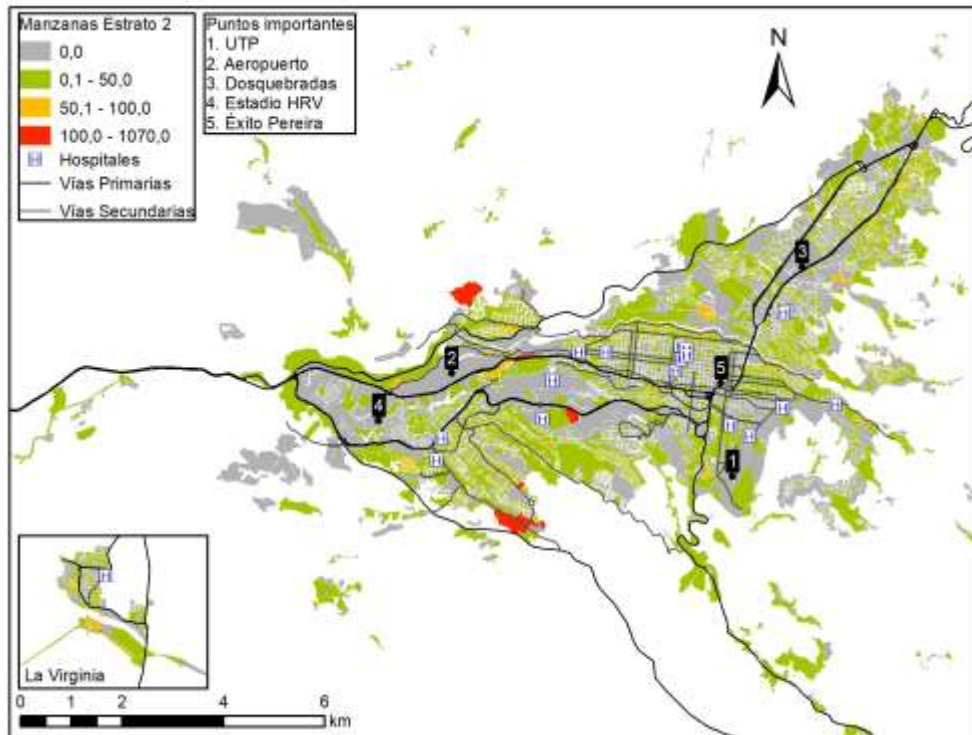 Manzanas Estrato 2
0,0
0,1 - 50,0
50,1 - 100,0
100,0 - 1070,0
H Hospitales
Vías Primarias
Vías Secundarias
Puntos importantes
1. UTP
2. Aeropuerto
3. Dosquebradas
4. Estadio HRV
5. Éxito Pereira
N
3
H
2
H H H H
H
5
H
4
H
H H
H
H
H
H
1
H
La Virginia
0 1 2 4 6
km